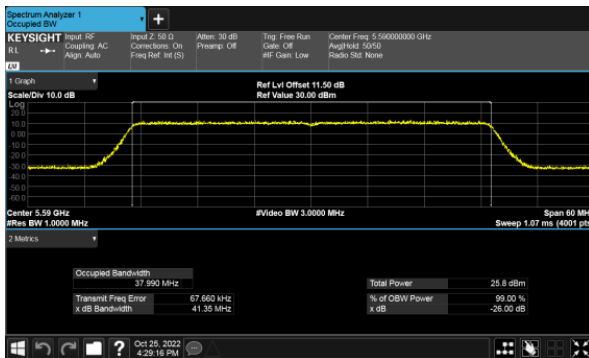 Spectrum Analyzer 1
Occupied BW
+
KEYSIGHT
RL
Input: RF
Coupling: AC
Align: Auto
Input Z: 50 Ω
Corrections: On
Freq Ref: Int (S)
Atten: 30 dB
Preamp: Off
Trig: Free Run
Gate: Off
#IF Gain: Low
Center Freq: 5.590000000 GHz
Avg|Hold: 50/50
Radio Std: None
1 Graph
Scale/Div 10.0 dB
Ref Lvl Offset 11.50 dB
Ref Value 30.00 dBm
Log
20.0
10.0
0.00
-10.0
-20.0
-30.0
-40.0
-50.0
-60.0
Center 5.59 GHz
#Video BW 3.0000 MHz
Span 60 MH
#Res BW 1.0000 MHz
Sweep 1.07 ms (4001 pts
2 Metrics
Occupied Bandwidth
37.990 MHz
Total Power 25.8 dBm
Transmit Freq Error 67.660 kHz
% of OBW Power 99.00 %
x dB Bandwidth 41.35 MHz
x dB -26.00 dB
?
Oct 25, 2022
4:29:16 PM